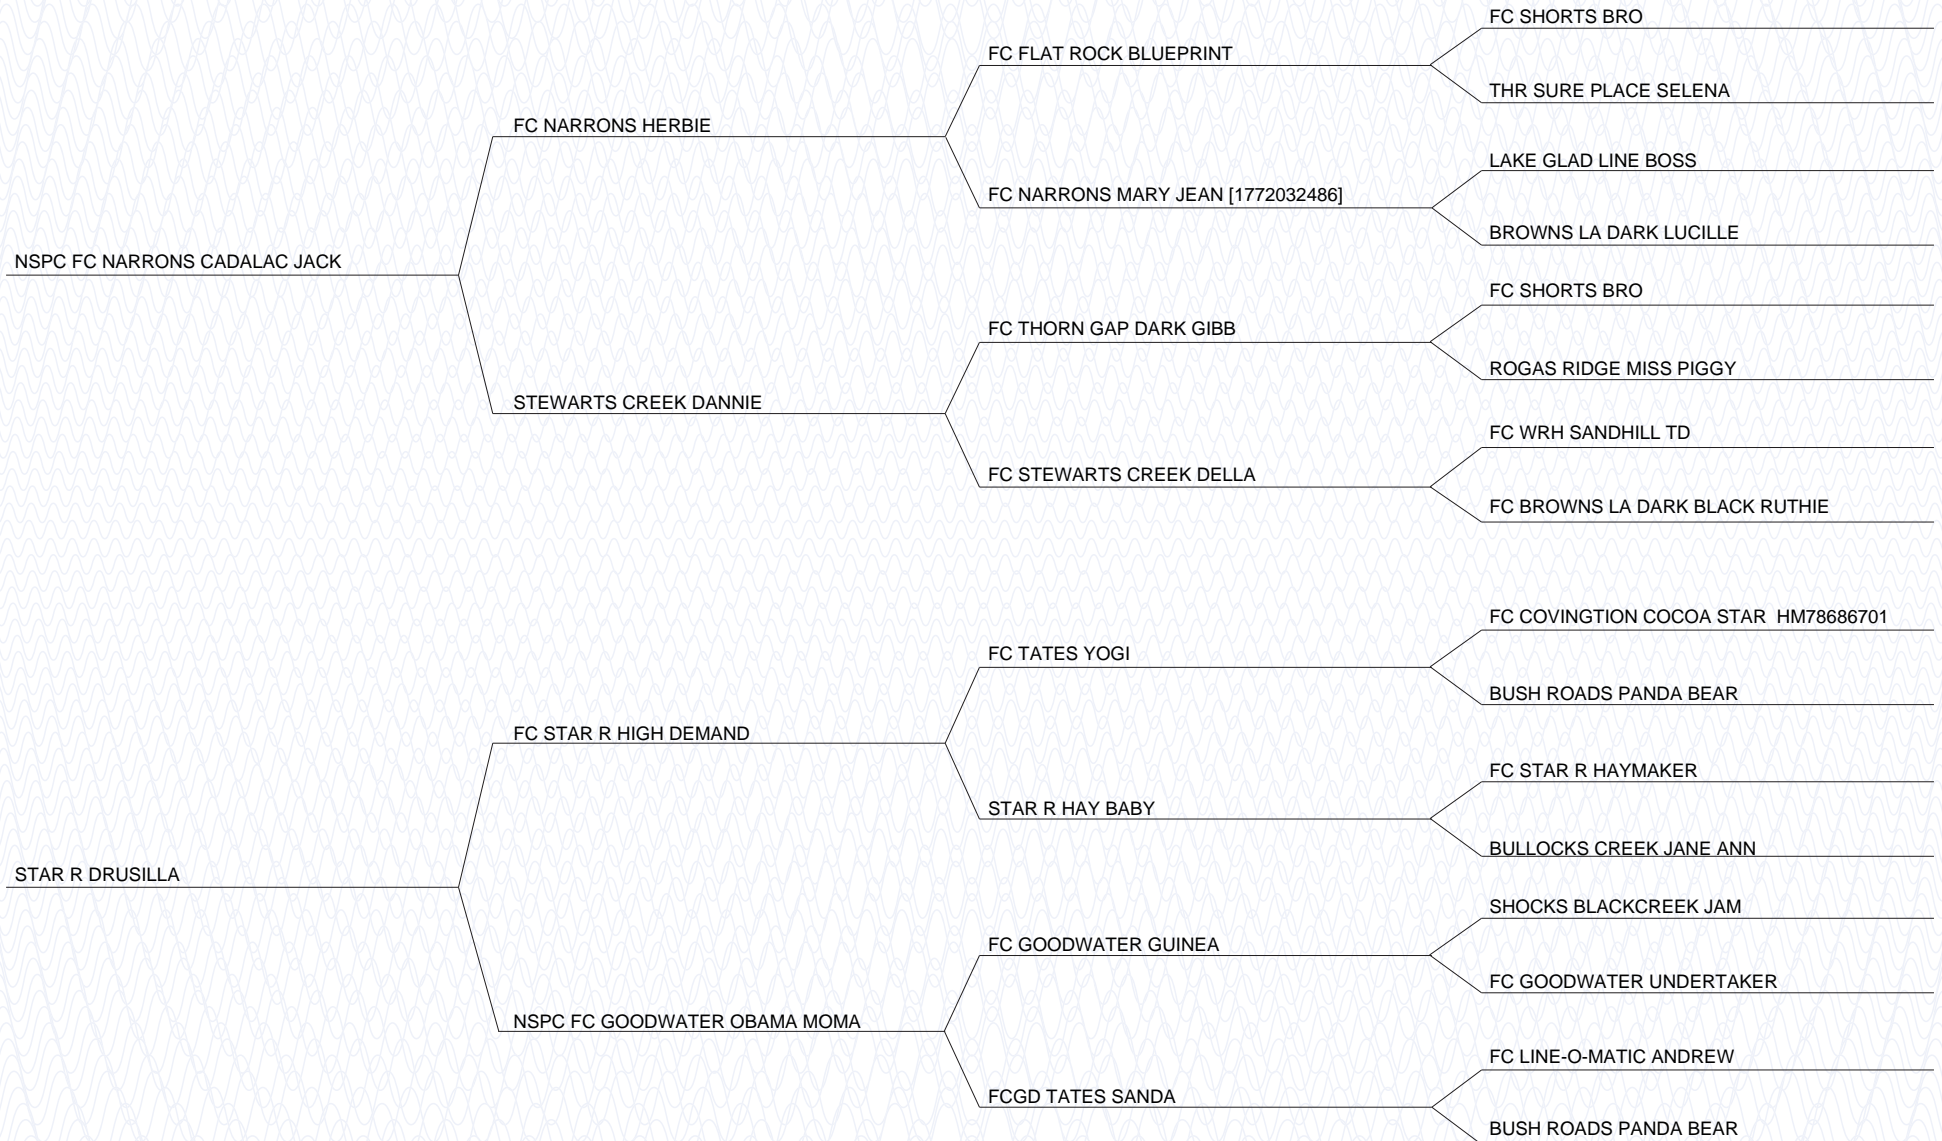 FC SHORTS BRO
FC FLAT ROCK BLUEPRINT
THR SURE PLACE SELENA
FC NARRONS HERBIE
LAKE GLAD LINE BOSS
FC NARRONS MARY JEAN [1772032486]
BROWNS LA DARK LUCILLE
NSPC FC NARRONS CADALAC JACK
FC SHORTS BRO
FC THORN GAP DARK GIBB
ROGAS RIDGE MISS PIGGY
STEWARTS CREEK DANNIE
FC WRH SANDHILL TD
FC STEWARTS CREEK DELLA
FC BROWNS LA DARK BLACK RUTHIE
FC COVINGTION COCOA STAR  HM78686701
FC TATES YOGI
BUSH ROADS PANDA BEAR
FC STAR R HIGH DEMAND
FC STAR R HAYMAKER
STAR R HAY BABY
BULLOCKS CREEK JANE ANN
STAR R DRUSILLA
SHOCKS BLACKCREEK JAM
FC GOODWATER GUINEA
FC GOODWATER UNDERTAKER
NSPC FC GOODWATER OBAMA MOMA
FC LINE-O-MATIC ANDREW
FCGD TATES SANDA
BUSH ROADS PANDA BEAR